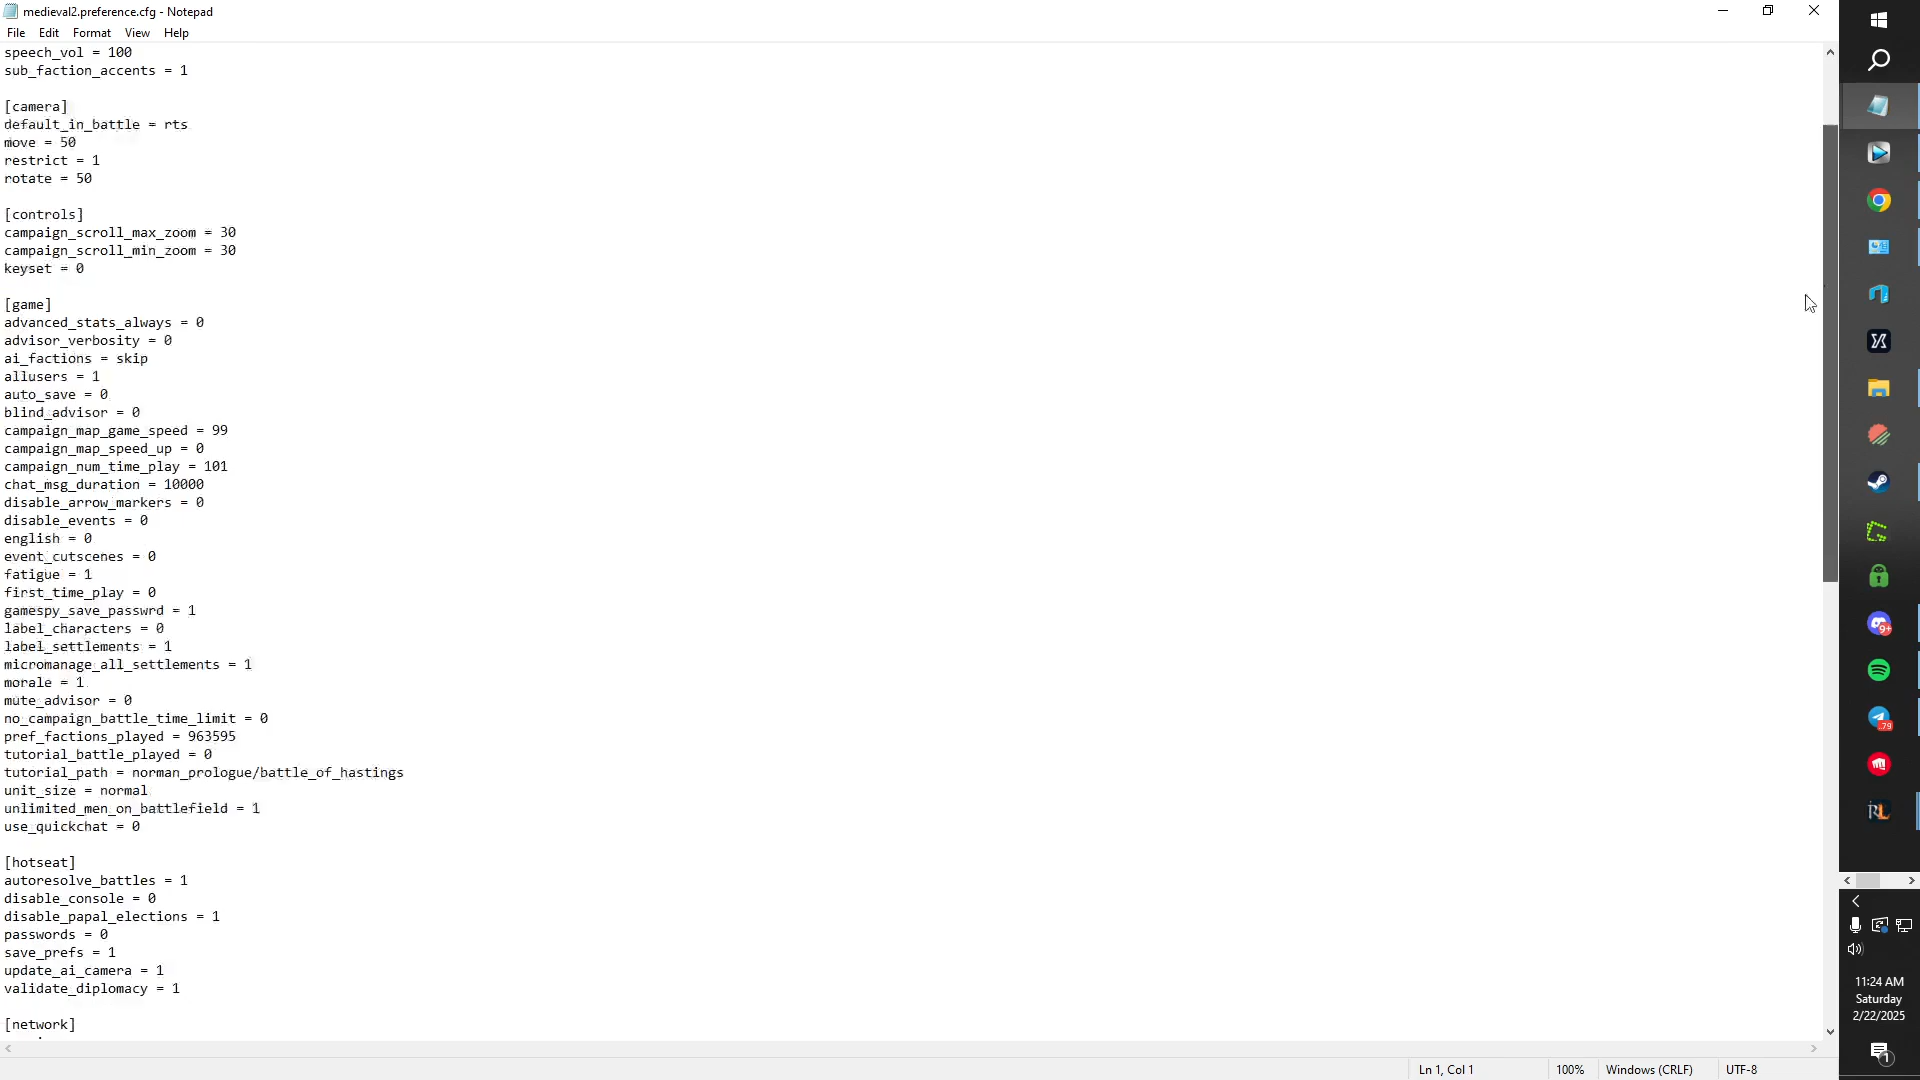 medieval2.preference.cfg - Notepad
File Edit Format View Help
speech_vol = 100
sub_faction_accents = 1
[camera]
default_in_battle = rts
move = 50
restrict = 1
rotate = 50
[controls]
campaign_scroll_max_zoom = 30
campaign_scroll_min_zoom = 30
keyset = 0
[game]
advanced_stats_always = 0
advisor_verbosity = 0
ai_factions = skip
allusers = 1
auto_save = 0
blind_advisor = 0
campaign_map_game_speed = 99
campaign_map_speed_up = 0
campaign_num_time_play = 101
chat_msg_duration = 10000
disable_arrow_markers = 0
disable_events = 0
english = 0
event_cutscenes = 0
fatigue = 1
first_time_play = 0
gamespy_save_passwrd = 1
label_characters = 0
label_settlements = 1
micromanage_all_settlements = 1
morale = 1
mute_advisor = 0
no_campaign_battle_time_limit = 0
pref_factions_played = 963595
tutorial_battle_played = 0
tutorial_path = norman_prologue/battle_of_hastings
unit_size = normal
unlimited_men_on_battlefield = 1
use_quickchat = 0
[hotseat]
autoresolve_battles = 1
disable_console = 0
disable_papal_elections = 1
passwords = 0
save_prefs = 1
update_ai_camera = 1
validate_diplomacy = 1
[network]
Ln 1, Col 1 100% Windows (CRLF) UTF-8
9+
79
RL
11:24 AM
Saturday
2/22/2025
1